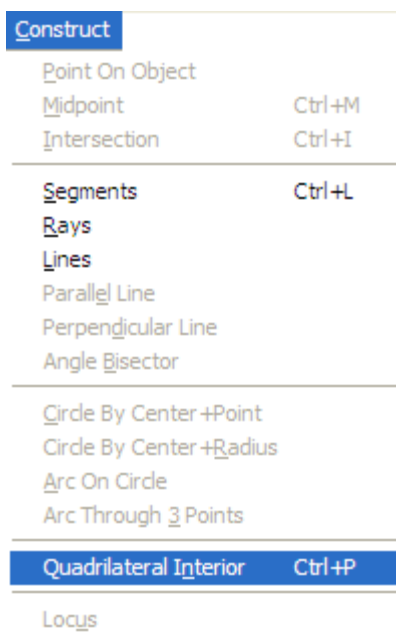 Construct
Point On Object
Midpoint Ctrl+M
Intersection Ctrl+I
Segments Ctrl+L
Rays
Lines
Parallel Line
Perpendicular Line
Angle Bisector
Circle By Center+Point
Circle By Center+Radius
Arc On Circle
Arc Through 3 Points
Quadrilateral Interior Ctrl+P
Locus